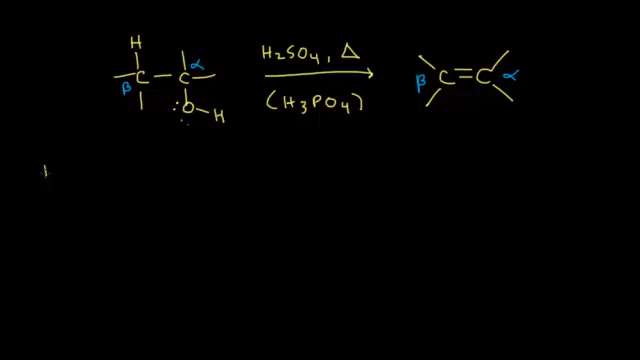 H
α
H₂SO₄, Δ
C C
β
β C=C α
(H₃PO₄)
:O-H